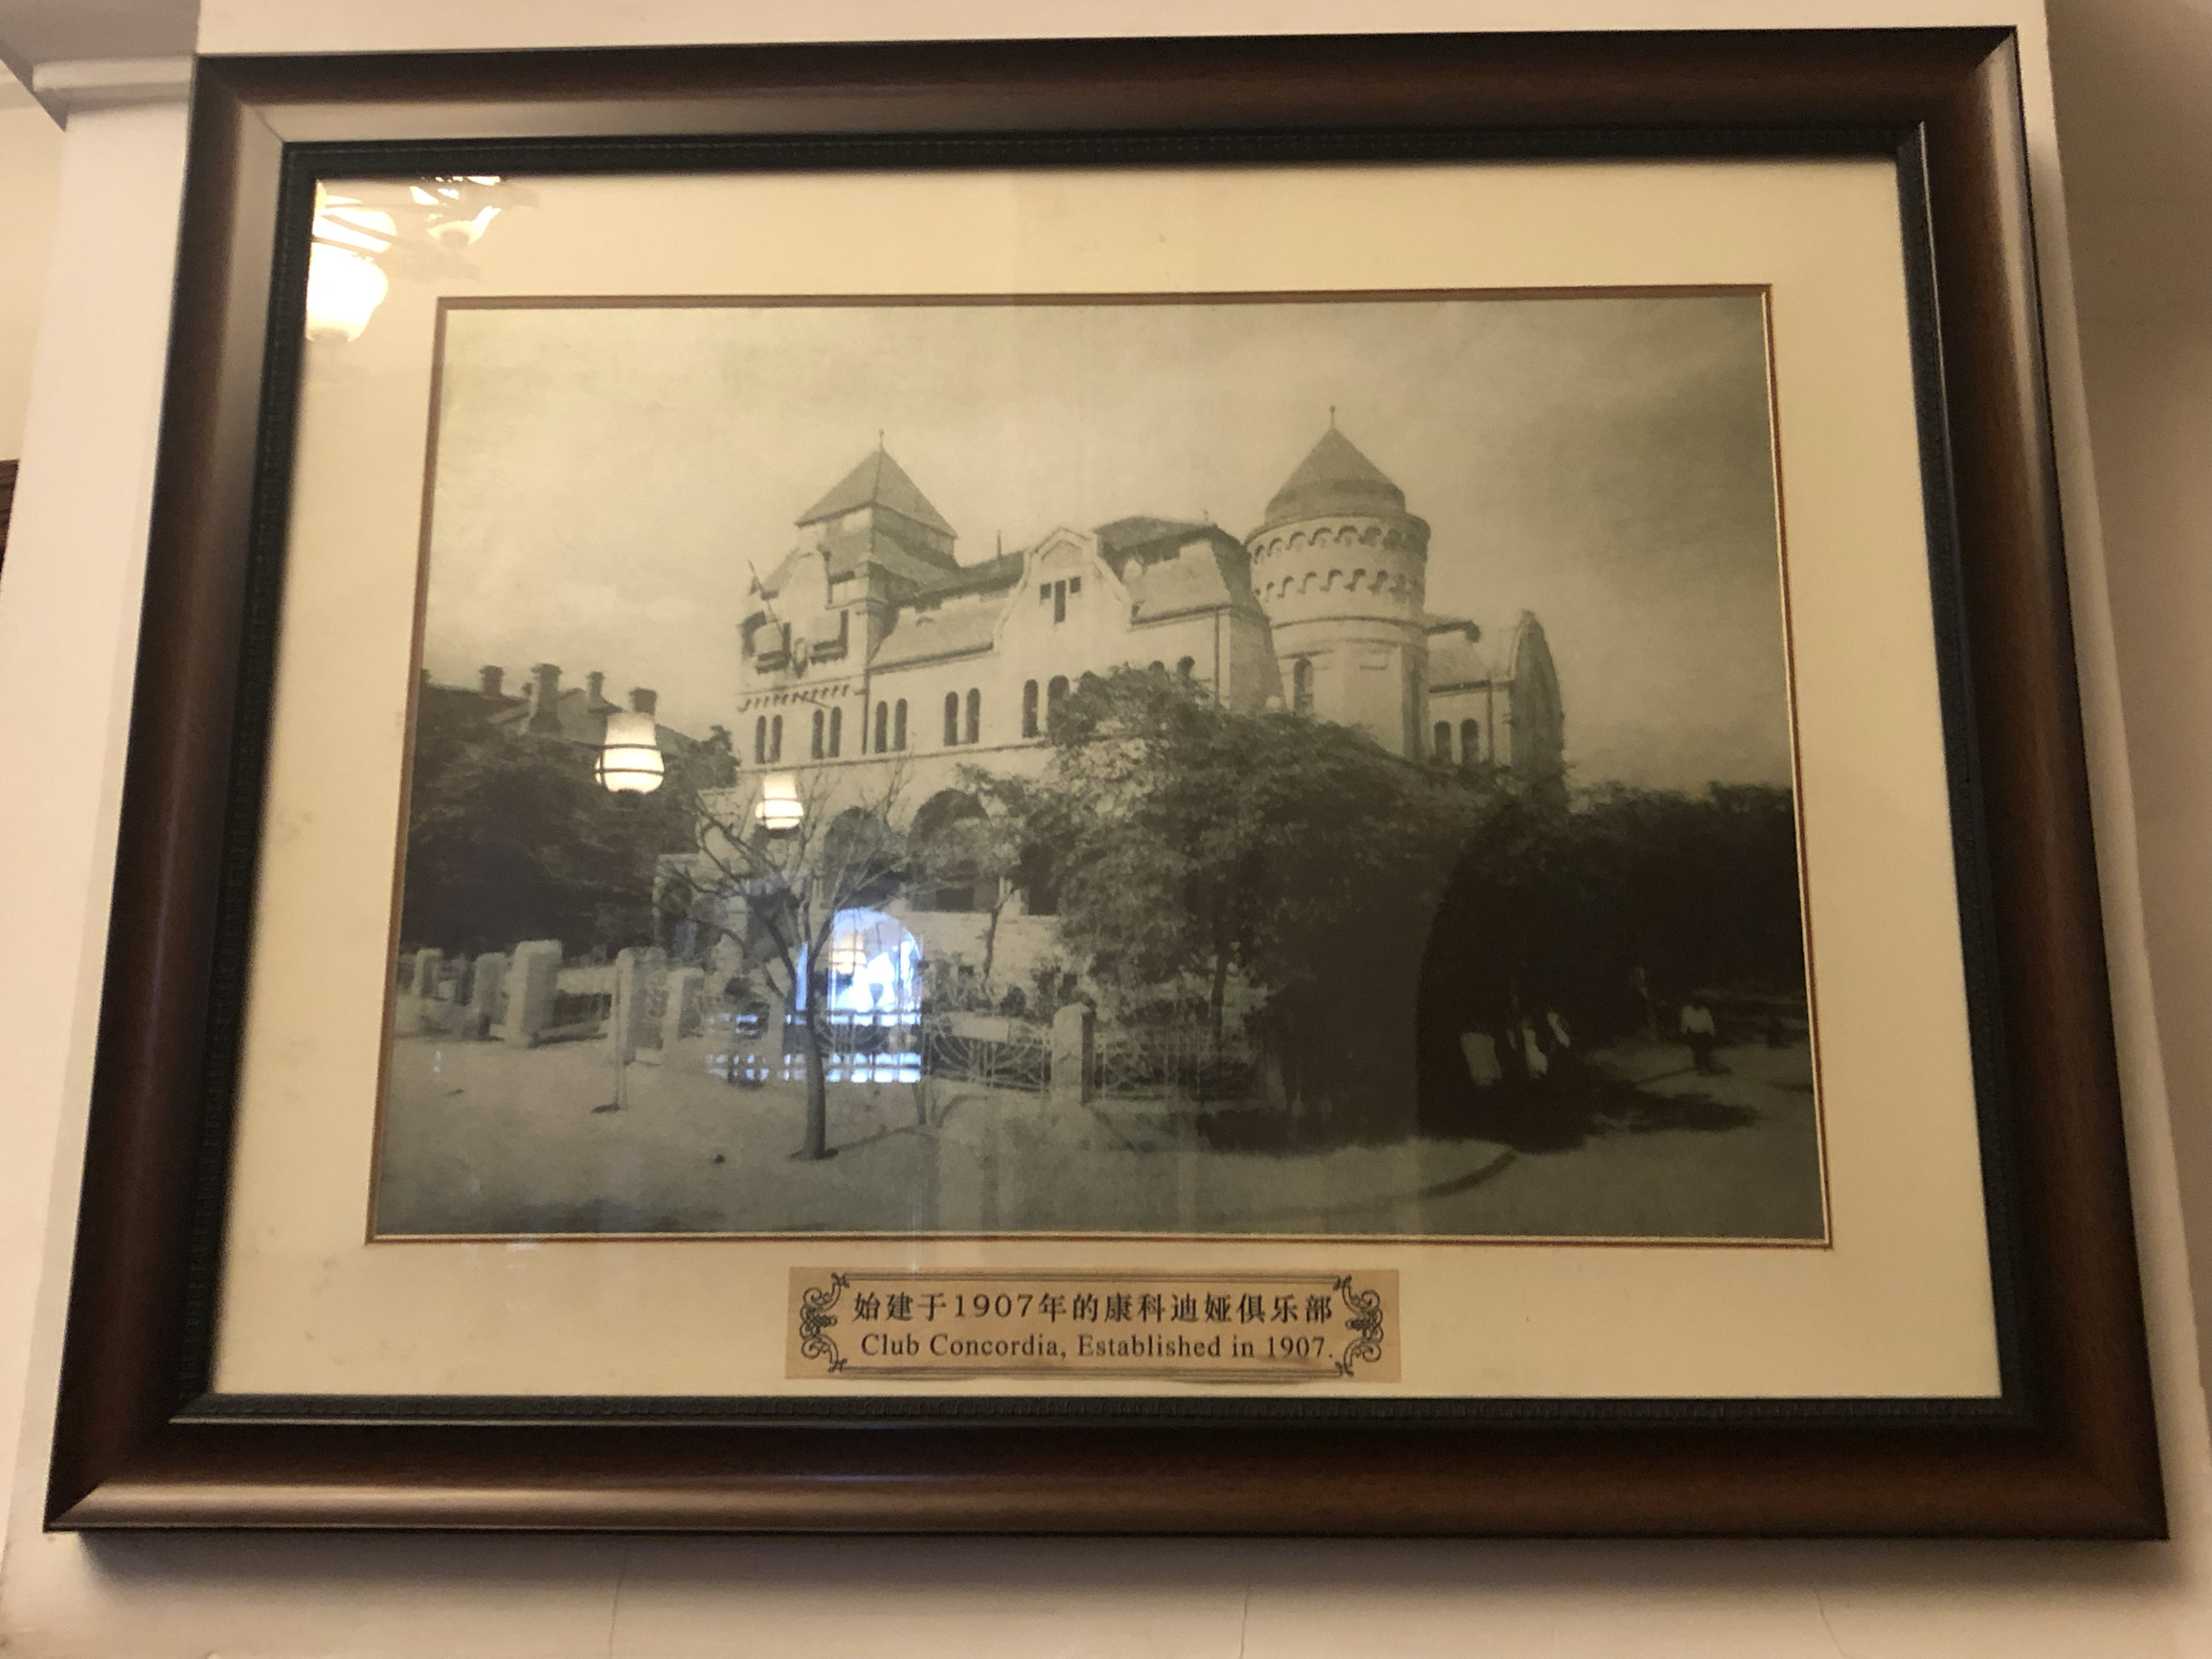 始建于1907年的康科迪娅俱乐部
Club Concordia, Established in 1907.